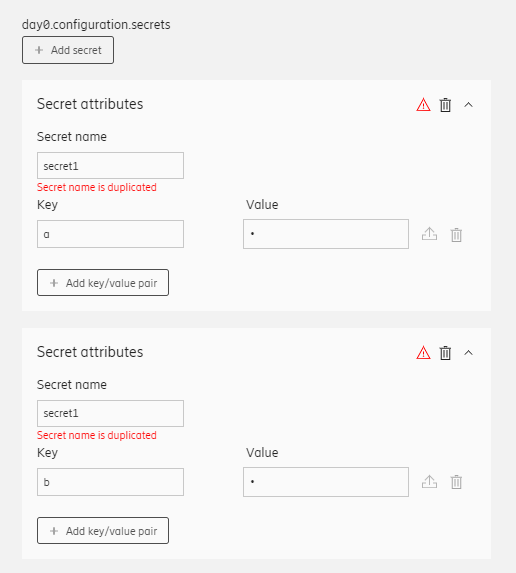 day0.configuration.secrets
+ Add secret
Secret attributes
Secret name
secret1
Secret name is duplicated
Key Value
a •
+ Add key/value pair
Secret attributes
Secret name
secret1
Secret name is duplicated
Key Value
b •
+ Add key/value pair